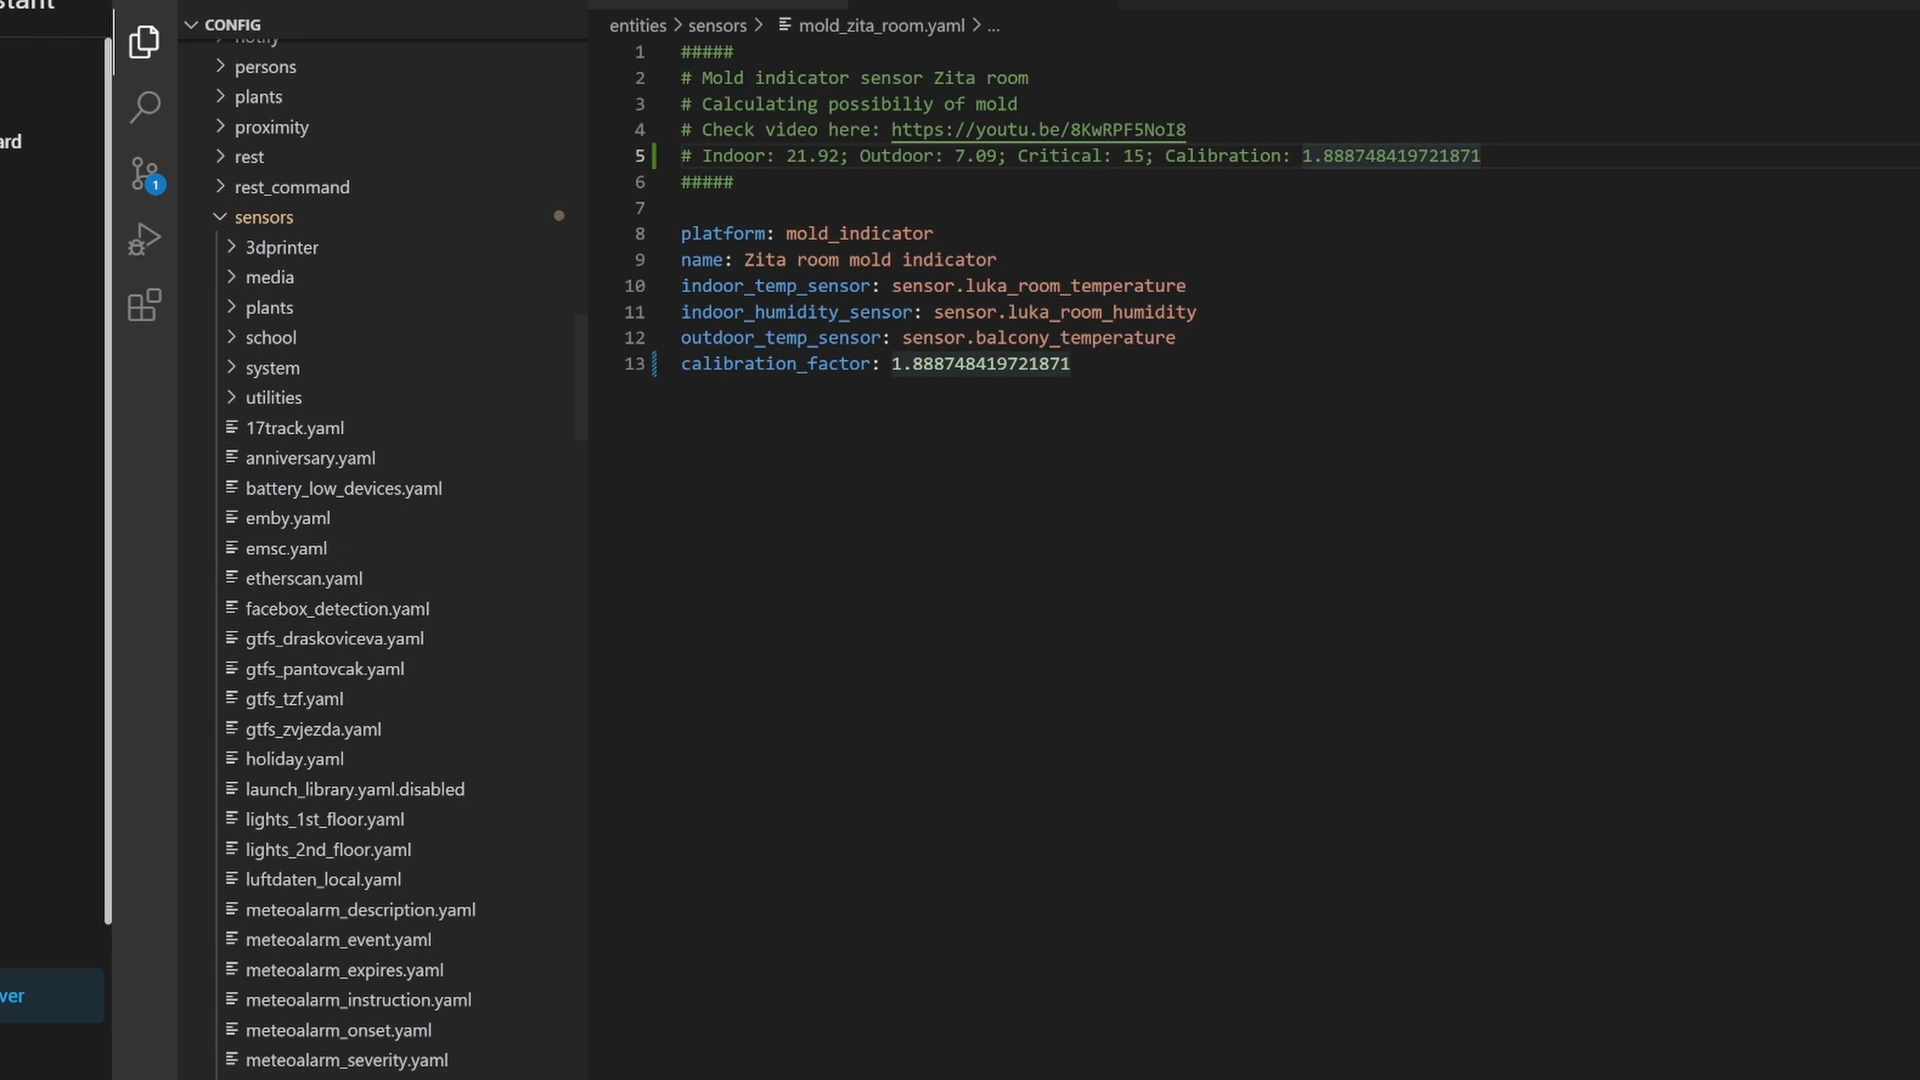 ard
ver
CONFIG
notify
persons
plants
proximity
rest
rest_command
sensors
3dprinter
media
plants
school
system
utilities
17track.yaml
anniversary.yaml
battery_low_devices.yaml
emby.yaml
emsc.yaml
etherscan.yaml
facebox_detection.yaml
gtfs_draskoviceva.yaml
gtfs_pantovcak.yaml
gtfs_tzf.yaml
gtfs_zvjezda.yaml
holiday.yaml
launch_library.yaml.disabled
lights_1st_floor.yaml
lights_2nd_floor.yaml
luftdaten_local.yaml
meteoalarm_description.yaml
meteoalarm_event.yaml
meteoalarm_expires.yaml
meteoalarm_instruction.yaml
meteoalarm_onset.yaml
meteoalarm_severity.yaml
1
entities > sensors > mold_zita_room.yaml > ...
1 #####
2 # Mold indicator sensor Zita room
3 # Calculating possibiliy of mold
4 # Check video here: https://youtu.be/8KwRPF5NoI8
5 # Indoor: 21.92; Outdoor: 7.09; Critical: 15; Calibration: 1.888748419721871
6 #####
7
8 platform: mold_indicator
9 name: Zita room mold indicator
10 indoor_temp_sensor: sensor.luka_room_temperature
11 indoor_humidity_sensor: sensor.luka_room_humidity
12 outdoor_temp_sensor: sensor.balcony_temperature
13 calibration_factor: 1.888748419721871